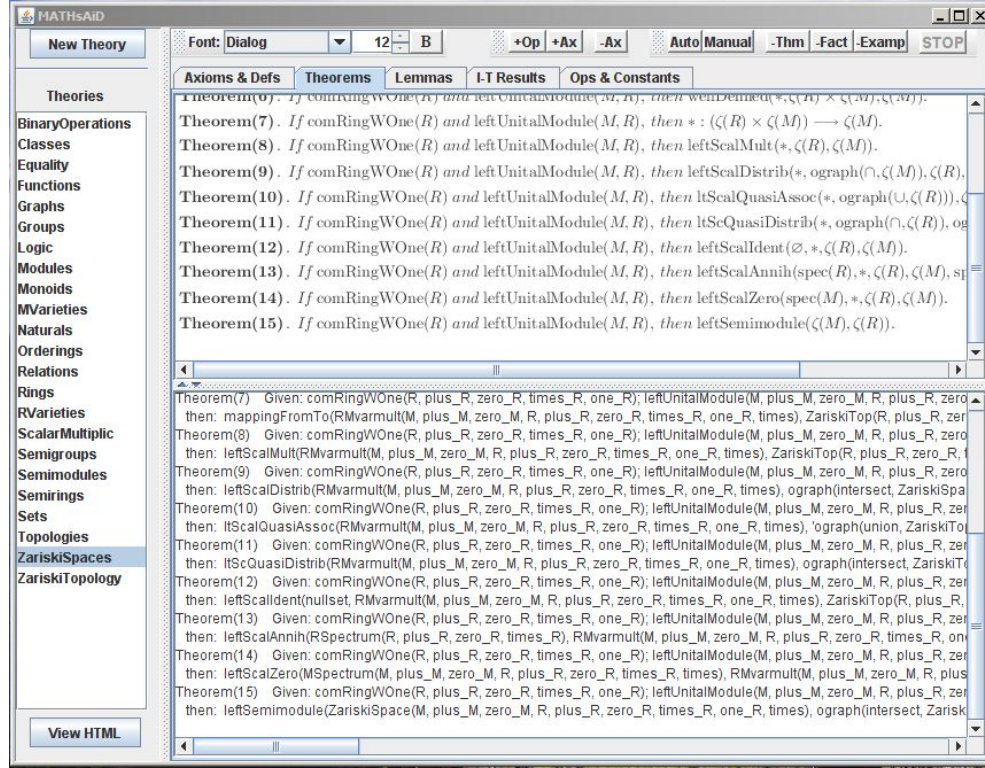 MATHsAiD
New Theory
Font: Dialog 12 B +Op +Ax -Ax Auto Manual -Thm -Fact -Examp STOP
Axioms & Defs Theorems Lemmas I-T Results Ops & Constants
Theories
BinaryOperations
Classes
Equality
Functions
Graphs
Groups
Logic
Modules
Monoids
MVarieties
Naturals
Orderings
Relations
Rings
RVarieties
ScalarMultiplic
Semigroups
Semimodules
Semirings
Sets
Topologies
ZariskiSpaces
ZariskiTopology
View HTML
Theorem(6). If comRingWOne(R) and leftUnitalModule(M, R), then wellDefined(∗,ζ(R) × ζ(M),ζ(M)).
Theorem(7). If comRingWOne(R) and leftUnitalModule(M, R), then ∗ : (ζ(R) × ζ(M)) ⟶ ζ(M).
Theorem(8). If comRingWOne(R) and leftUnitalModule(M, R), then leftScalMult(∗,ζ(R),ζ(M)).
Theorem(9). If comRingWOne(R) and leftUnitalModule(M, R), then leftScalDistrib(∗, ograph(∩,ζ(M)),ζ(R),
Theorem(10). If comRingWOne(R) and leftUnitalModule(M, R), then ltScalQuasiAssoc(∗, ograph(∪,ζ(R))),ζ
Theorem(11). If comRingWOne(R) and leftUnitalModule(M, R), then ltScQuasiDistrib(∗, ograph(∩,ζ(R)), og
Theorem(12). If comRingWOne(R) and leftUnitalModule(M, R), then leftScalIdent(∅,∗,ζ(R),ζ(M)).
Theorem(13). If comRingWOne(R) and leftUnitalModule(M, R), then leftScalAnnih(spec(R),∗,ζ(R),ζ(M), sp
Theorem(14). If comRingWOne(R) and leftUnitalModule(M, R), then leftScalZero(spec(M),∗,ζ(R),ζ(M)).
Theorem(15). If comRingWOne(R) and leftUnitalModule(M, R), then leftSemimodule(ζ(M),ζ(R)).
Theorem(7) Given: comRingWOne(R, plus_R, zero_R, times_R, one_R); leftUnitalModule(M, plus_M, zero_M, R, plus_R, zero
then: mappingFromTo(RMvarmult(M, plus_M, zero_M, R, plus_R, zero_R, times_R, one_R, times), ZariskiTop(R, plus_R, zer
Theorem(8) Given: comRingWOne(R, plus_R, zero_R, times_R, one_R); leftUnitalModule(M, plus_M, zero_M, R, plus_R, zero
then: leftScalMult(RMvarmult(M, plus_M, zero_M, R, plus_R, zero_R, times_R, one_R, times), ZariskiTop(R, plus_R, zero_R, t
Theorem(9) Given: comRingWOne(R, plus_R, zero_R, times_R, one_R); leftUnitalModule(M, plus_M, zero_M, R, plus_R, zero
then: leftScalDistrib(RMvarmult(M, plus_M, zero_M, R, plus_R, zero_R, times_R, one_R, times), ograph(intersect, ZariskiSpa
Theorem(10) Given: comRingWOne(R, plus_R, zero_R, times_R, one_R); leftUnitalModule(M, plus_M, zero_M, R, plus_R, zer
then: ltScalQuasiAssoc(RMvarmult(M, plus_M, zero_M, R, plus_R, zero_R, times_R, one_R, times), 'ograph(union, ZariskiTop
Theorem(11) Given: comRingWOne(R, plus_R, zero_R, times_R, one_R); leftUnitalModule(M, plus_M, zero_M, R, plus_R, zer
then: ltScQuasiDistrib(RMvarmult(M, plus_M, zero_M, R, plus_R, zero_R, times_R, one_R, times), ograph(intersect, ZariskiTo
Theorem(12) Given: comRingWOne(R, plus_R, zero_R, times_R, one_R); leftUnitalModule(M, plus_M, zero_M, R, plus_R, zer
then: leftScalIdent(nullset, RMvarmult(M, plus_M, zero_M, R, plus_R, zero_R, times_R, one_R, times), ZariskiTop(R, plus_R,
Theorem(13) Given: comRingWOne(R, plus_R, zero_R, times_R, one_R); leftUnitalModule(M, plus_M, zero_M, R, plus_R, zer
then: leftScalAnnih(RSpectrum(R, plus_R, zero_R, times_R), RMvarmult(M, plus_M, zero_M, R, plus_R, zero_R, times_R, one
Theorem(14) Given: comRingWOne(R, plus_R, zero_R, times_R, one_R); leftUnitalModule(M, plus_M, zero_M, R, plus_R, zer
then: leftScalZero(MSpectrum(M, plus_M, zero_M, R, plus_R, zero_R, times_R, times), RMvarmult(M, plus_M, zero_M, R, plus
Theorem(15) Given: comRingWOne(R, plus_R, zero_R, times_R, one_R); leftUnitalModule(M, plus_M, zero_M, R, plus_R, zer
then: leftSemimodule(ZariskiSpace(M, plus_M, zero_M, R, plus_R, zero_R, times_R, one_R, times), ograph(intersect, Zarisk